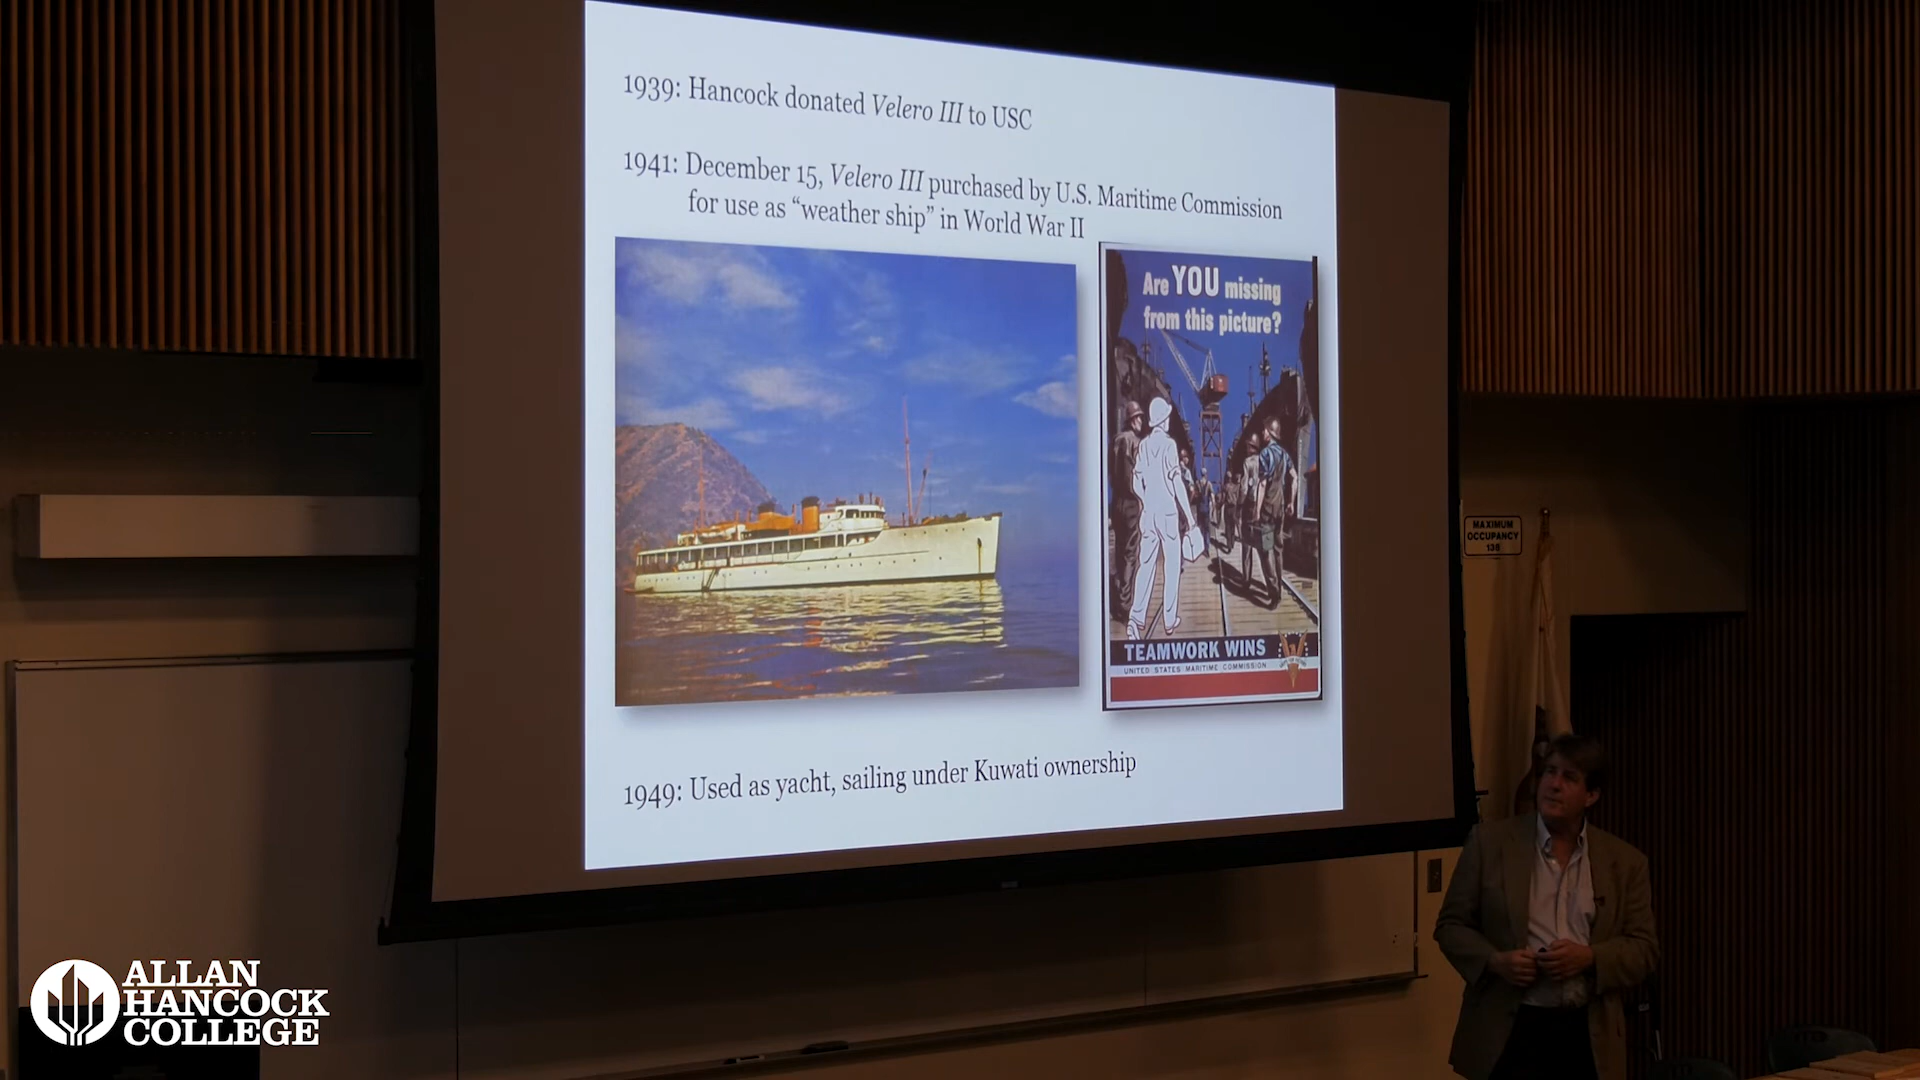 1939: Hancock donated Velero III to USC
1941: December 15, Velero III purchased by U.S. Maritime Commission
for use as “weather ship” in World War II
Are YOU missing
from this picture?
TEAMWORK WINS
UNITED STATES MARITIME COMMISSION
1949: Used as yacht, sailing under Kuwati ownership
MAXIMUM
OCCUPANCY
138
ALLAN
HANCOCK
COLLEGE